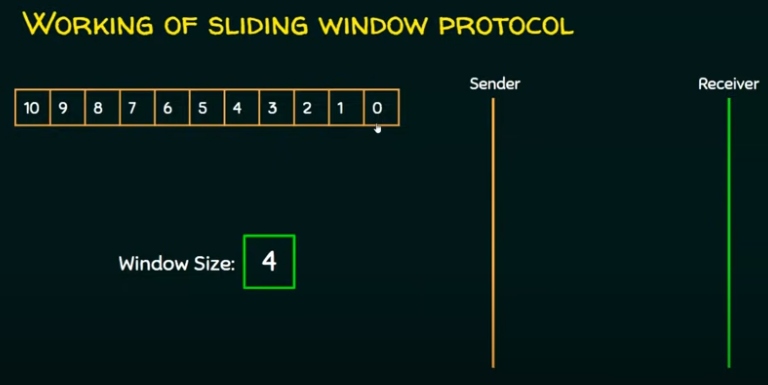 WORKING OF SLIDING WINDOW PROTOCOL
Sender
Receiver
10 9 8 7 6 5 4 3 2 1 0
Window Size: 4